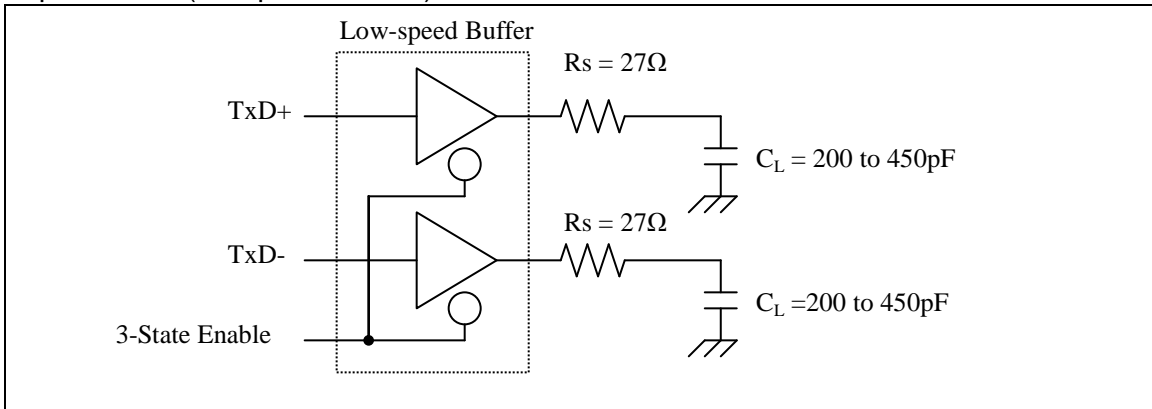 Low-speed Buffer
Rs = 27Ω
TxD+
C_L = 200 to 450pF
Rs = 27Ω
TxD-
C_L =200 to 450pF
3-State Enable